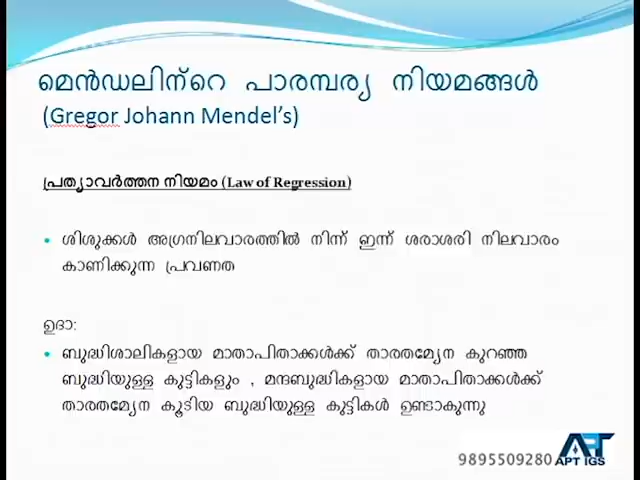 മെൻഡലിന്റെ പാരമ്പര്യ നിയമങ്ങൾ
(Gregor Johann Mendel's)
പ്രത്യാവർത്തന നിയമം (Law of Regression)
• ശിശുക്കൾ അഗ്രനിലവാരത്തിൽ നിന്ന് ഇന്ന് ശരാശരി നിലവാരം
കാണിക്കുന്ന പ്രവണത
ഉദാ:
• ബുദ്ധിശാലികളായ മാതാപിതാക്കൾക്ക് താരതമ്യേന കുറഞ്ഞ
ബുദ്ധിയുള്ള കുട്ടികളും , മന്ദബുദ്ധികളായ മാതാപിതാക്കൾക്ക്
താരതമ്യേന കൂടിയ ബുദ്ധിയുള്ള കുട്ടികൾ ഉണ്ടാകുന്നു
APT
9895509280 APT IGS